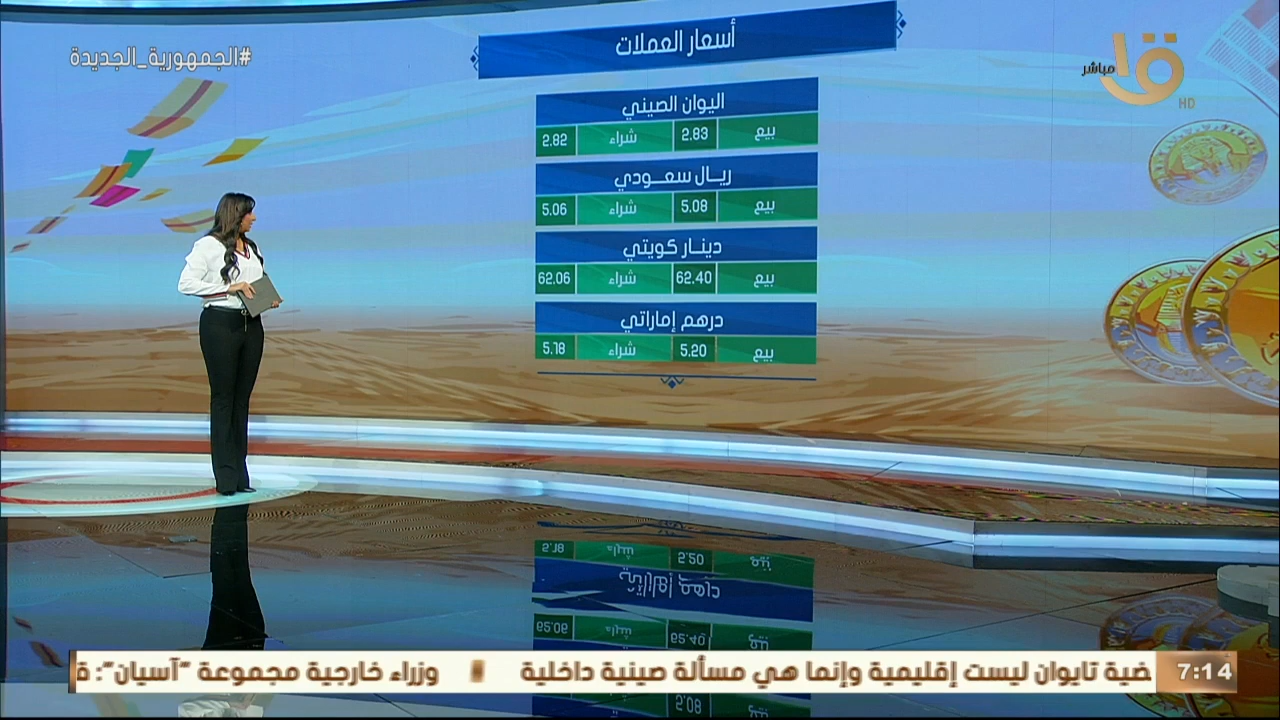 #الجمهورية_الجديدة
أسعار العملات
مباشر
HD
اليوان الصيني
بيع 2.83 شراء 2.82
ريال سعودي
بيع 5.08 شراء 5.06
دينار كويتي
بيع 62.40 شراء 62.06
درهم إماراتي
بيع 5.20 شراء 5.18
7:14
تايوان ليست إقليمية وإنما هي مسألة صينية داخلية وزراء خارجية مجموعة "آسيان":